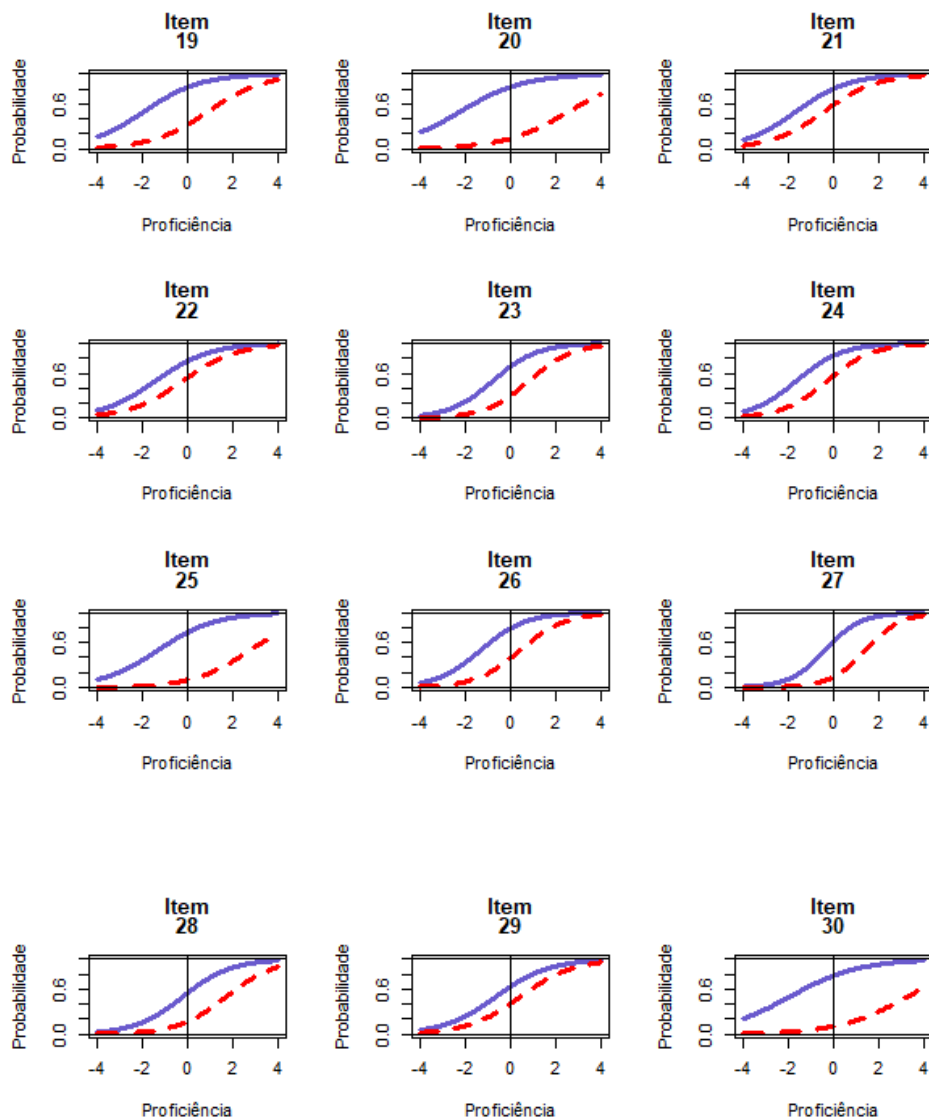 Item
19
Probabilidade
0.0 0.6
-4 -2 0 2 4
Proficiência
Item
20
Probabilidade
0.0 0.6
-4 -2 0 2 4
Proficiência
Item
21
Probabilidade
0.0 0.6
-4 -2 0 2 4
Proficiência
Item
22
Probabilidade
0.0 0.6
-4 -2 0 2 4
Proficiência
Item
23
Probabilidade
0.0 0.6
-4 -2 0 2 4
Proficiência
Item
24
Probabilidade
0.0 0.6
-4 -2 0 2 4
Proficiência
Item
25
Probabilidade
0.0 0.6
-4 -2 0 2 4
Proficiência
Item
26
Probabilidade
0.0 0.6
-4 -2 0 2 4
Proficiência
Item
27
Probabilidade
0.0 0.6
-4 -2 0 2 4
Proficiência
Item
28
Probabilidade
0.0 0.6
-4 -2 0 2 4
Proficiência
Item
29
Probabilidade
0.0 0.6
-4 -2 0 2 4
Proficiência
Item
30
Probabilidade
0.0 0.6
-4 -2 0 2 4
Proficiência